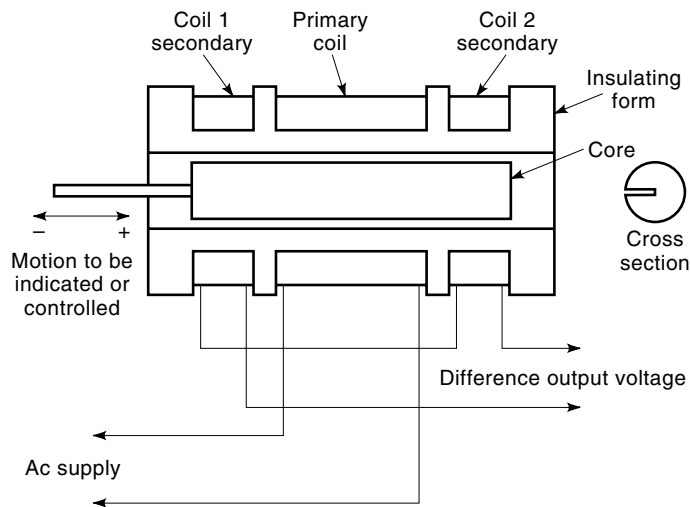 Coil 1
secondary
Primary
coil
Coil 2
secondary
Insulating
form
Core
– +
Motion to be
indicated or
controlled
Cross
section
Difference output voltage
Ac supply